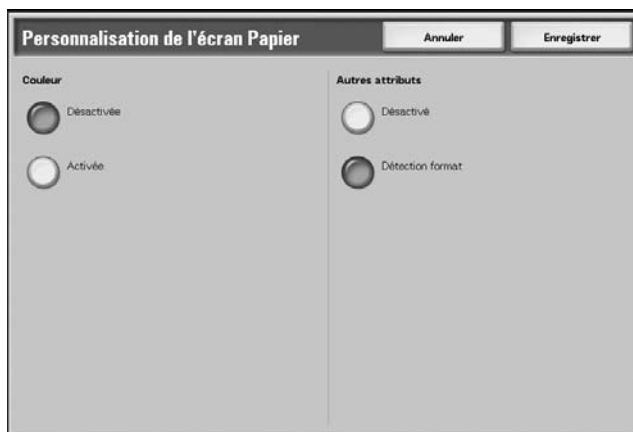 Personnalisation de l'écran Papier
Annuler
Enregistrer
Couleur
Désactivée
Activée
Autres attributs
Désactivé
Détection format